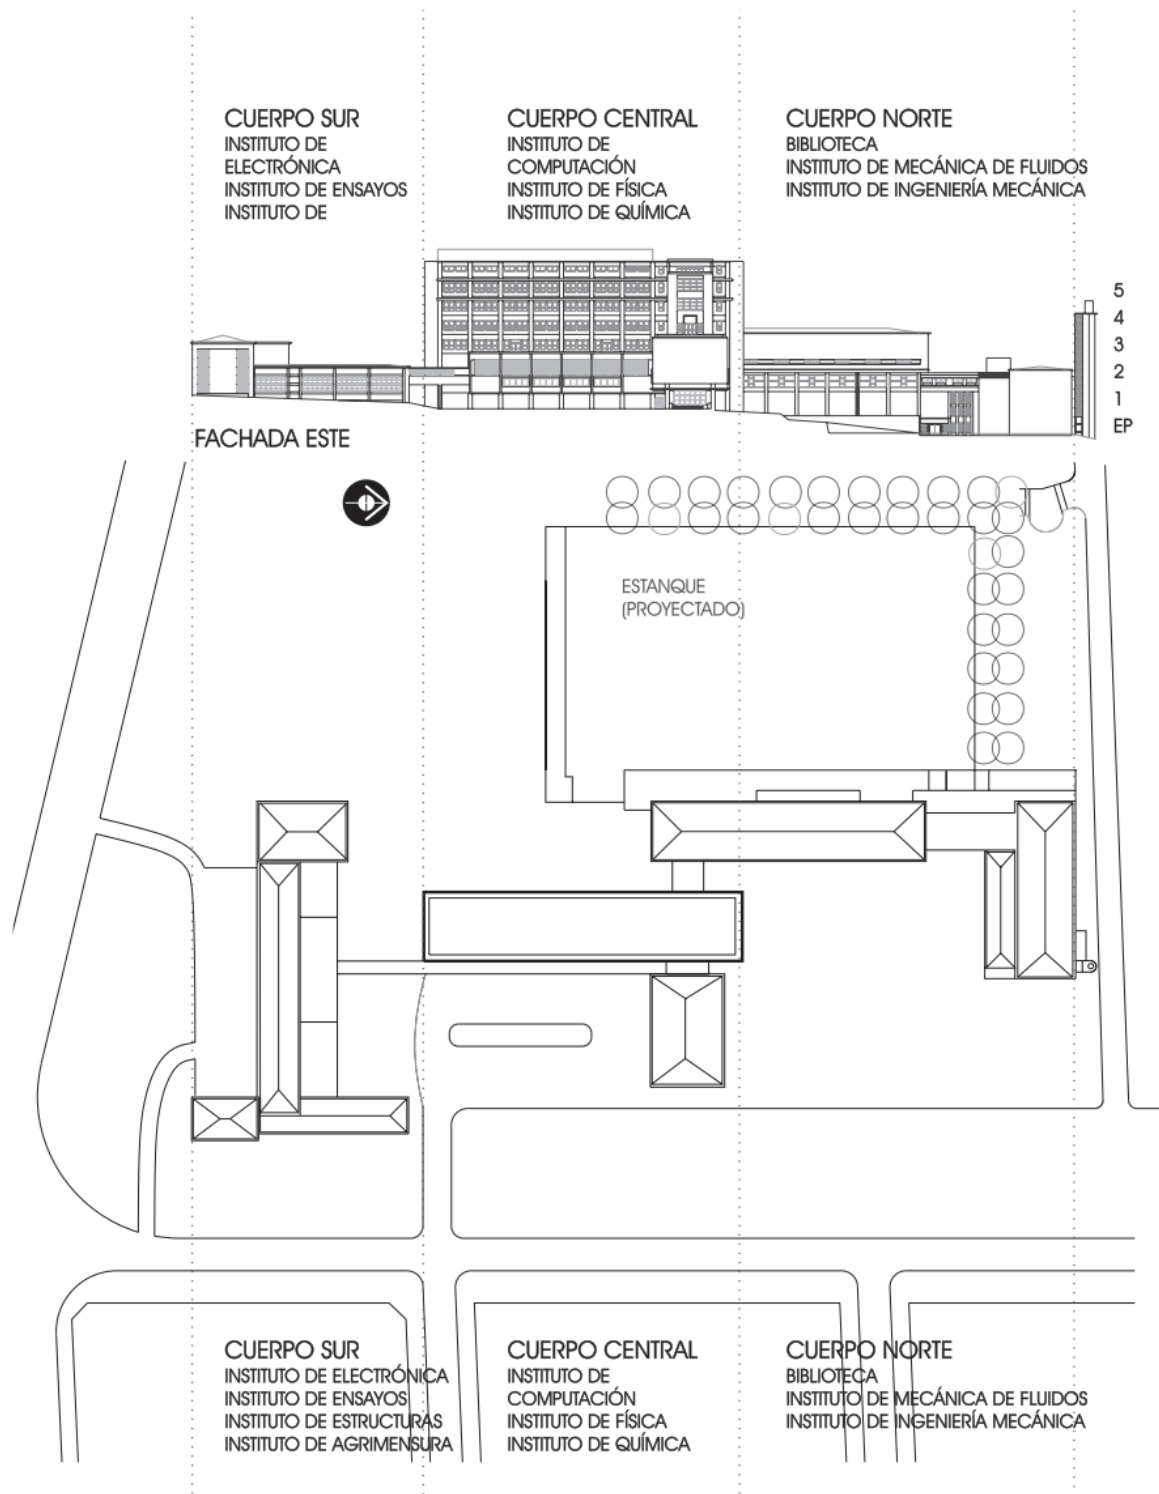 CUERPO SUR
INSTITUTO DE
ELECTRÓNICA
INSTITUTO DE ENSAYOS
INSTITUTO DE
CUERPO CENTRAL
INSTITUTO DE
COMPUTACIÓN
INSTITUTO DE FÍSICA
INSTITUTO DE QUÍMICA
CUERPO NORTE
BIBLIOTECA
INSTITUTO DE MECÁNICA DE FLUIDOS
INSTITUTO DE INGENIERÍA MECÁNICA
5
4
3
2
1
EP
FACHADA ESTE
ESTANQUE
(PROYECTADO)
CUERPO SUR
INSTITUTO DE ELECTRÓNICA
INSTITUTO DE ENSAYOS
INSTITUTO DE ESTRUCTURAS
INSTITUTO DE AGRIMENSURA
CUERPO CENTRAL
INSTITUTO DE
COMPUTACIÓN
INSTITUTO DE FÍSICA
INSTITUTO DE QUÍMICA
CUERPO NORTE
BIBLIOTECA
INSTITUTO DE MECÁNICA DE FLUIDOS
INSTITUTO DE INGENIERÍA MECÁNICA